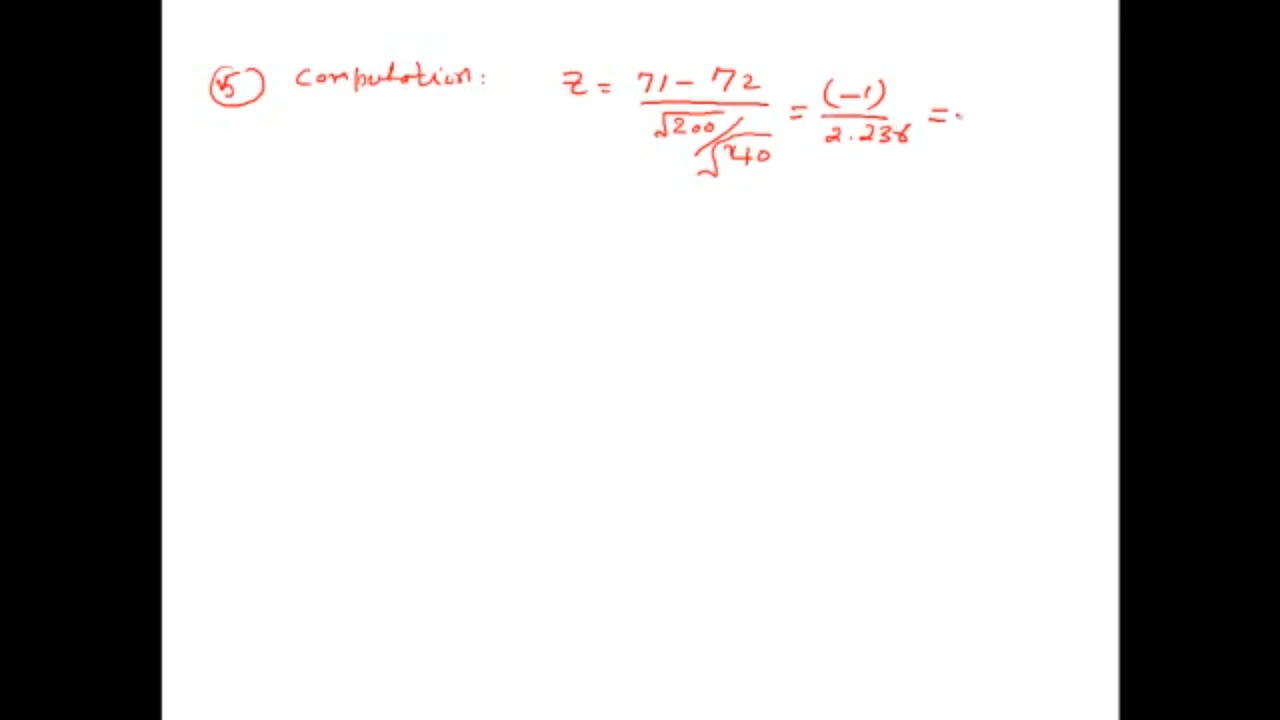 ⑤ Computation: Z = (71 - 72) / (√200 / √40) = (-1) / 2.236 = -